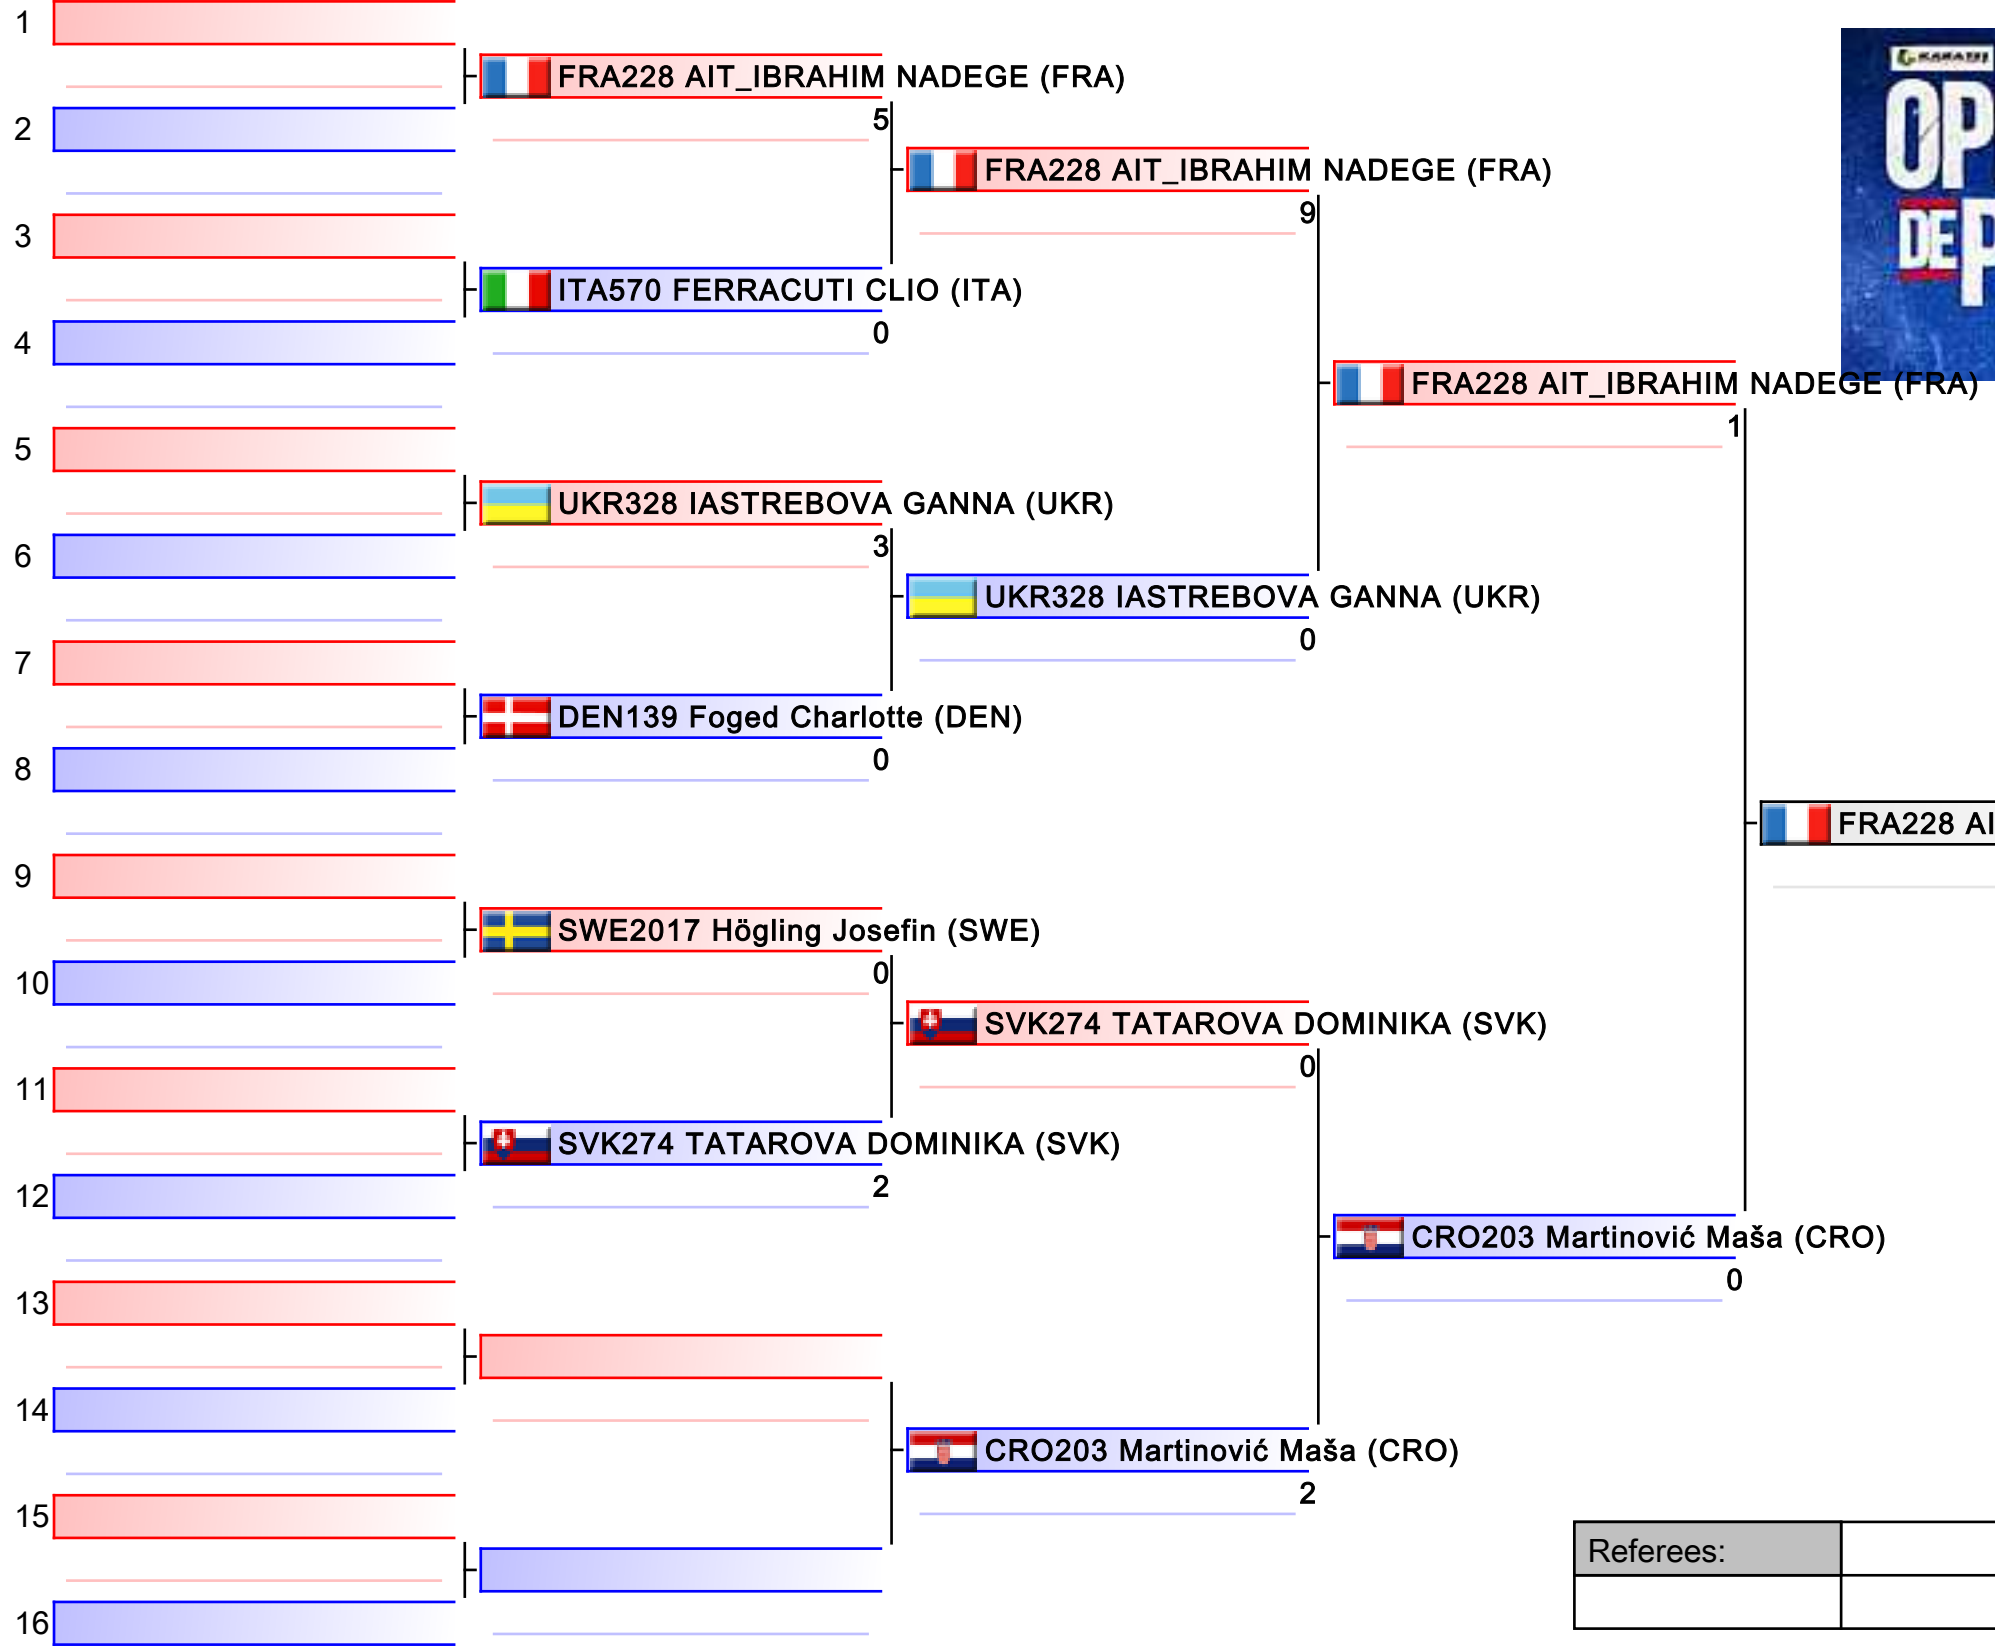 1
2
3
4
5
6
7
8
9
10
11
12
13
14
15
16
FRA228 AIT_IBRAHIM NADEGE (FRA)
5
ITA570 FERRACUTI CLIO (ITA)
0
UKR328 IASTREBOVA GANNA (UKR)
3
DEN139 Foged Charlotte (DEN)
0
SWE2017 Högling Josefin (SWE)
0
SVK274 TATAROVA DOMINIKA (SVK)
2
FRA228 AIT_IBRAHIM NADEGE (FRA)
9
UKR328 IASTREBOVA GANNA (UKR)
0
SVK274 TATAROVA DOMINIKA (SVK)
0
CRO203 Martinović Maša (CRO)
2
FRA228 AIT_IBRAHIM NADEGE (FRA)
1
CRO203 Martinović Maša (CRO)
0
FRA228 AI
OP
DE P
Referees: